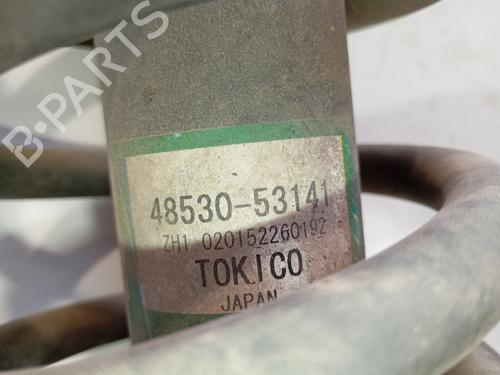 B-PARTS
48530-53141
ZH1 020152260192
TOKICO
JAPAN